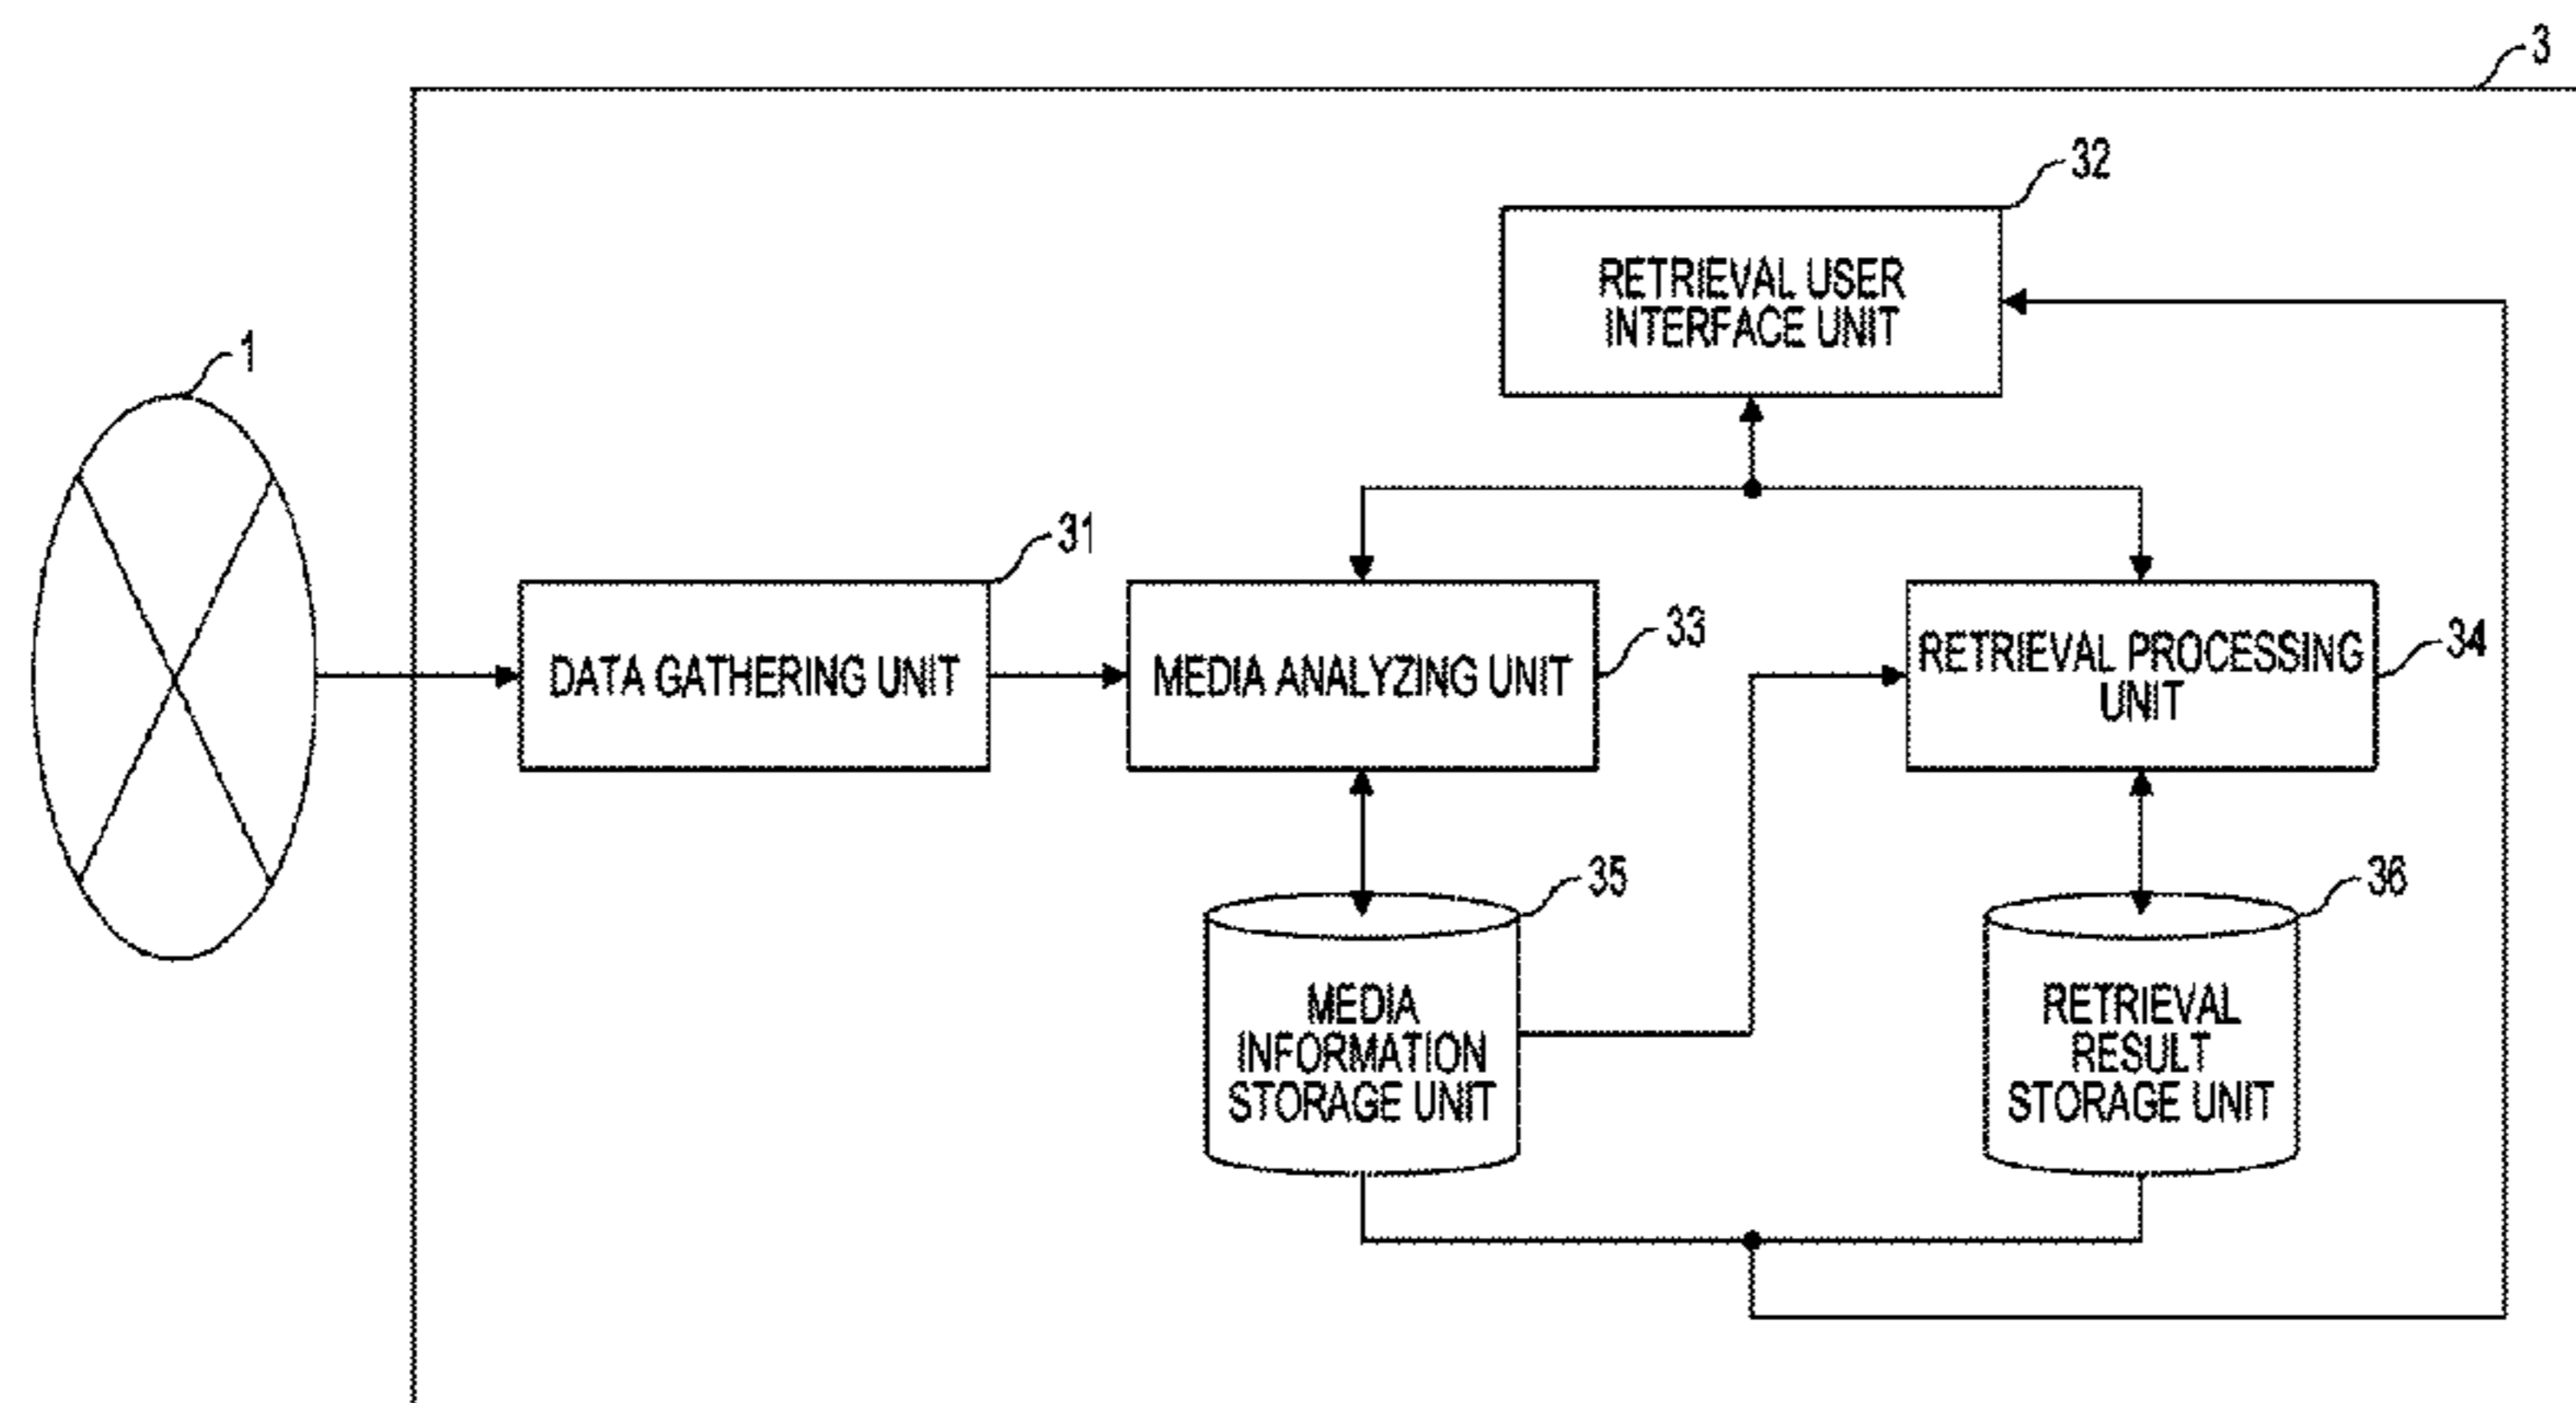 3
32
RETRIEVAL USER
INTERFACE UNIT
1
31
DATA GATHERING UNIT
33
MEDIA ANALYZING UNIT
34
RETRIEVAL PROCESSING
UNIT
35
MEDIA
INFORMATION
STORAGE UNIT
36
RETRIEVAL
RESULT
STORAGE UNIT